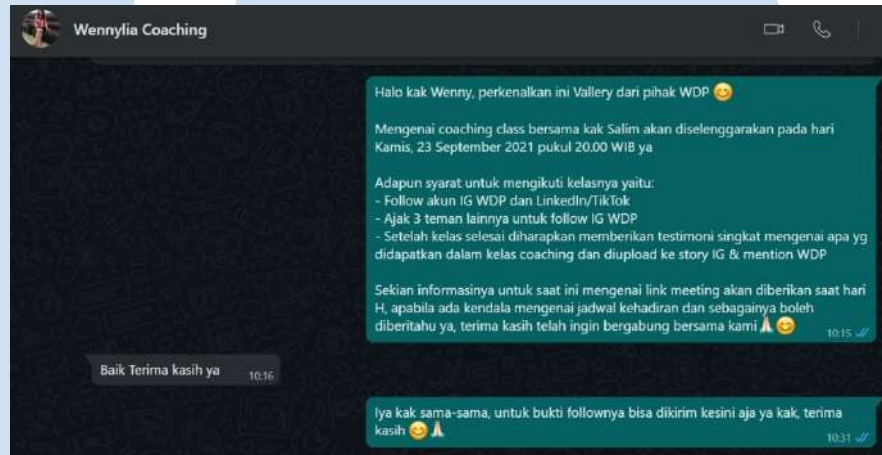 Wennylia Coaching
Halo kak Wenny, perkenalkan ini Vallery dari pihak WDP 😊
Mengenai coaching class bersama kak Salim akan diselenggarakan pada hari
Kamis, 23 September 2021 pukul 20.00 WIB ya
Adapun syarat untuk mengikuti kelasnya yaitu:
- Follow akun IG WDP dan LinkedIn/TikTok
- Ajak 3 teman lainnya untuk follow IG WDP
- Setelah kelas selesai diharapkan memberikan testimoni singkat mengenai apa yg
didapatkan dalam kelas coaching dan diupload ke story IG & mention WDP
Sekian informasinya untuk saat ini mengenai link meeting akan diberikan saat hari
H, apabila ada kendala mengenai jadwal kehadiran dan sebagainya boleh
diberitahu ya, terima kasih telah ingin bergabung bersama kami 🙏🏻😊
10:15
Baik Terima kasih ya
10:16
Iya kak sama-sama, untuk bukti follownya bisa dikirim kesini aja ya kak, terima
kasih 😊🙏🏻
10:31